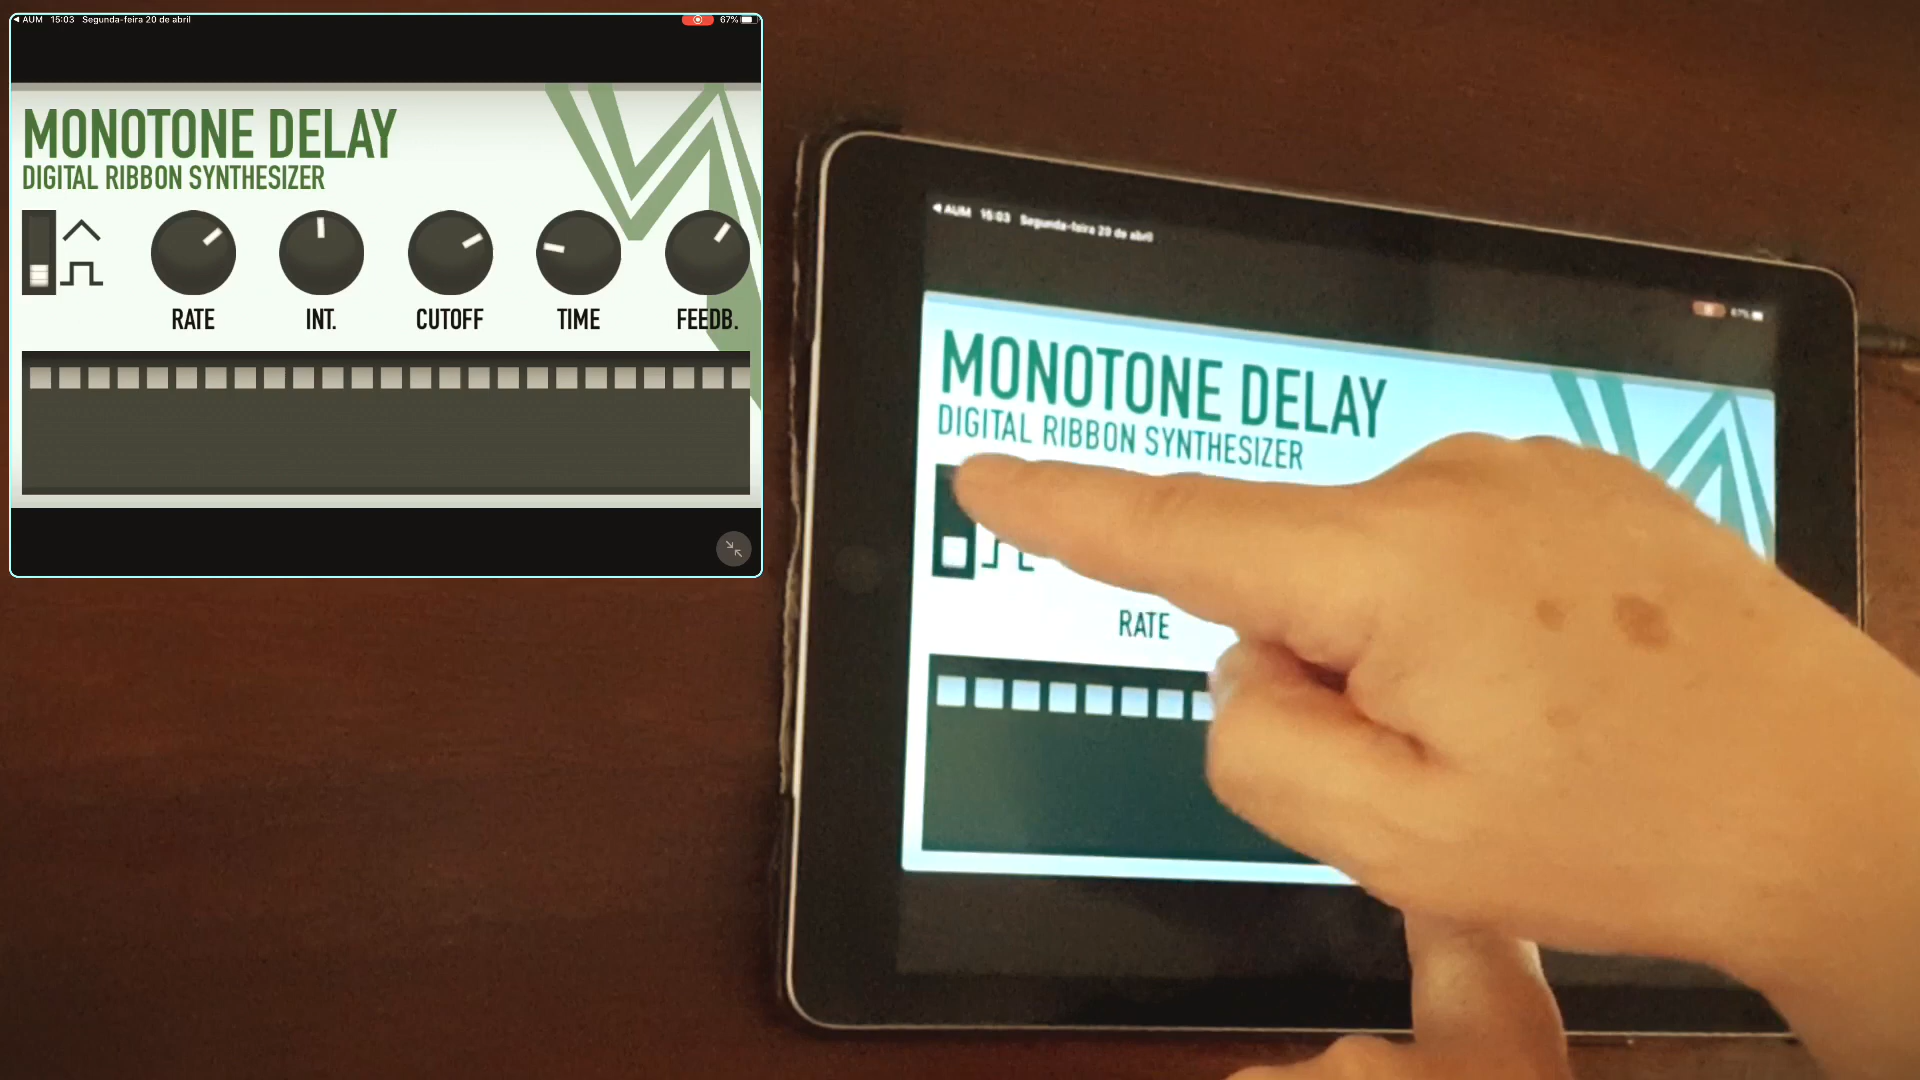 AUM 15:03 Segunda-feira 20 de abril 67%
MONOTONE DELAY
DIGITAL RIBBON SYNTHESIZER
RATE INT. CUTOFF TIME FEEDB.
AUM 15:03 Segunda-feira 20 de abril
67%
MONOTONE DELAY
DIGITAL RIBBON SYNTHESIZER
RATE